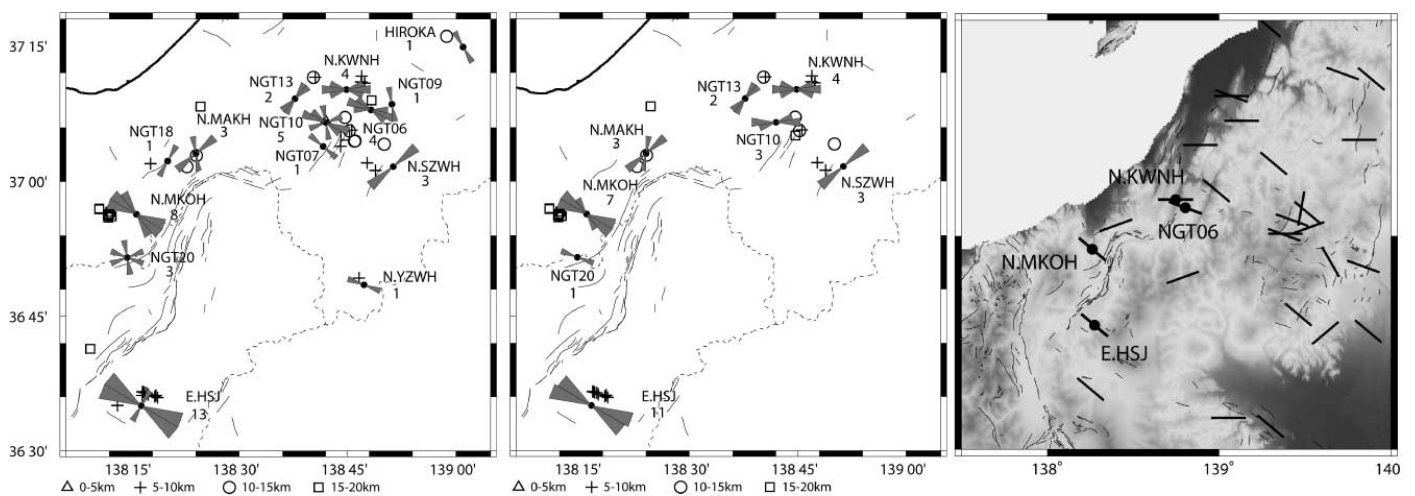 HIROKA
1
37 15'
N.KWNH
4
NGT13
2
NGT09
1
N.MAKH
3
NGT18
1
NGT10
5
NGT06
4
NGT07
1
37 00'
N.SZWH
3
N.MKOH
8
NGT20
3
N.YZWH
1
36 45'
E.HSJ
13
36 30'
138 15' 138 30' 138 45' 139 00'
0-5km 5-10km 10-15km 15-20km
N.KWNH
4
NGT13
2
N.MAKH
3
NGT10
3
N.SZWH
3
N.MKOH
7
NGT20
1
E.HSJ
11
138 15' 138 30' 138 45' 139 00'
0-5km 5-10km 10-15km 15-20km
N.KWNH
NGT06
N.MKOH
E.HSJ
138° 139° 140